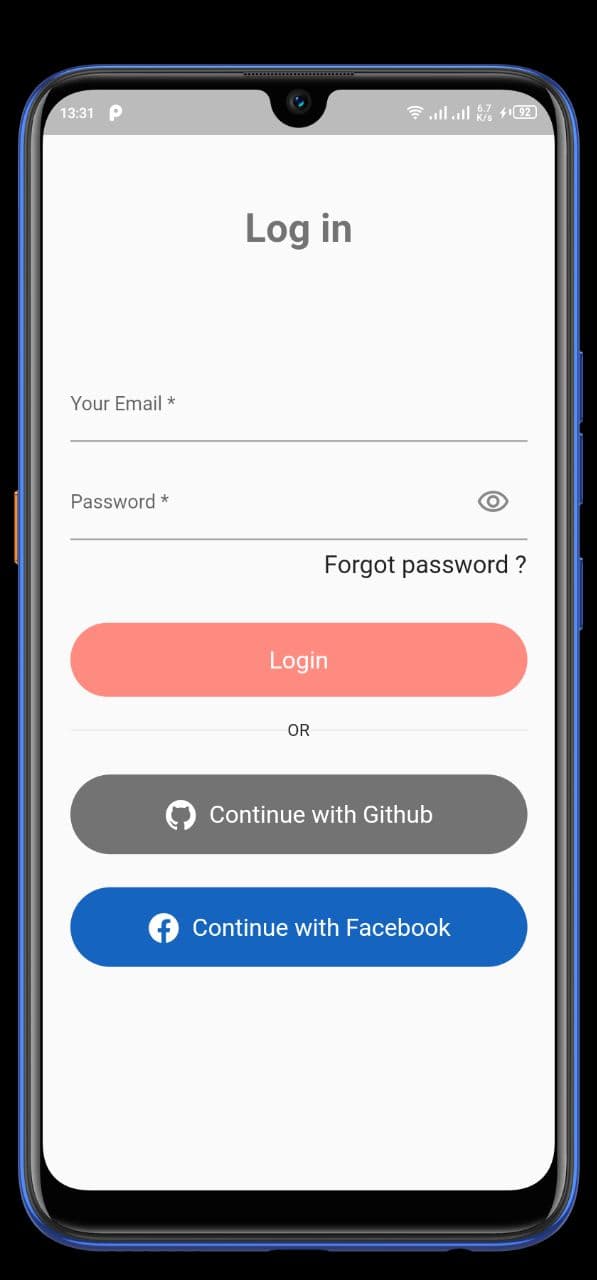 13:31 6.7 K/s 92
Log in
Your Email *
Password *
Forgot password ?
Login
OR
Continue with Github
Continue with Facebook